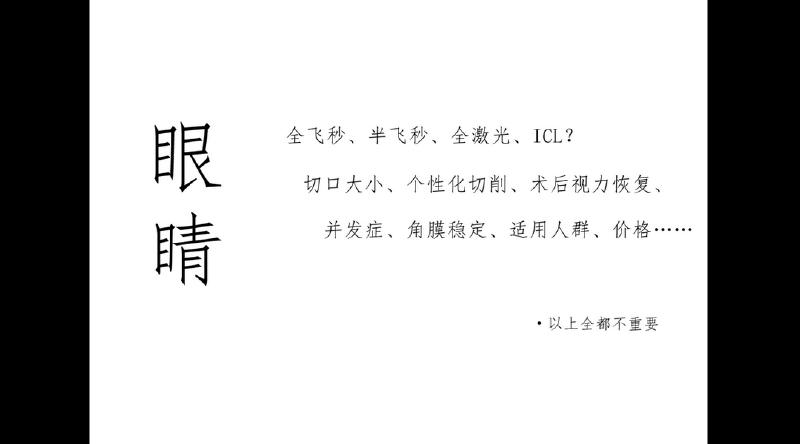 眼睛
全飞秒、半飞秒、全激光、ICL？
切口大小、个性化切削、术后视力恢复、
并发症、角膜稳定、适用人群、价格……
·以上全都不重要